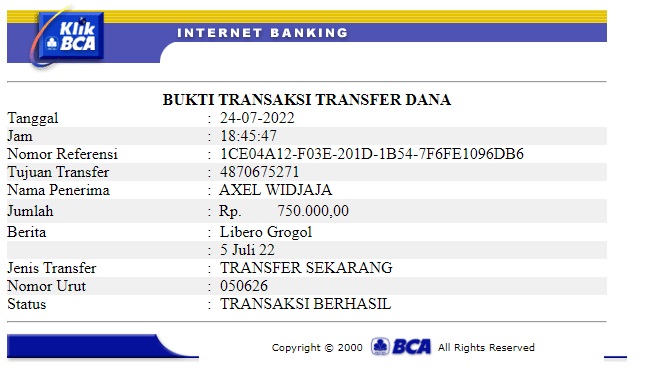 Klik
BCA
INTERNET BANKING
BUKTI TRANSAKSI TRANSFER DANA
Tanggal : 24-07-2022
Jam : 18:45:47
Nomor Referensi : 1CE04A12-F03E-201D-1B54-7F6FE1096DB6
Tujuan Transfer : 4870675271
Nama Penerima : AXEL WIDJAJA
Jumlah : Rp. 750.000,00
Berita : Libero Grogol
: 5 Juli 22
Jenis Transfer : TRANSFER SEKARANG
Nomor Urut : 050626
Status : TRANSAKSI BERHASIL
Copyright © 2000 BCA All Rights Reserved